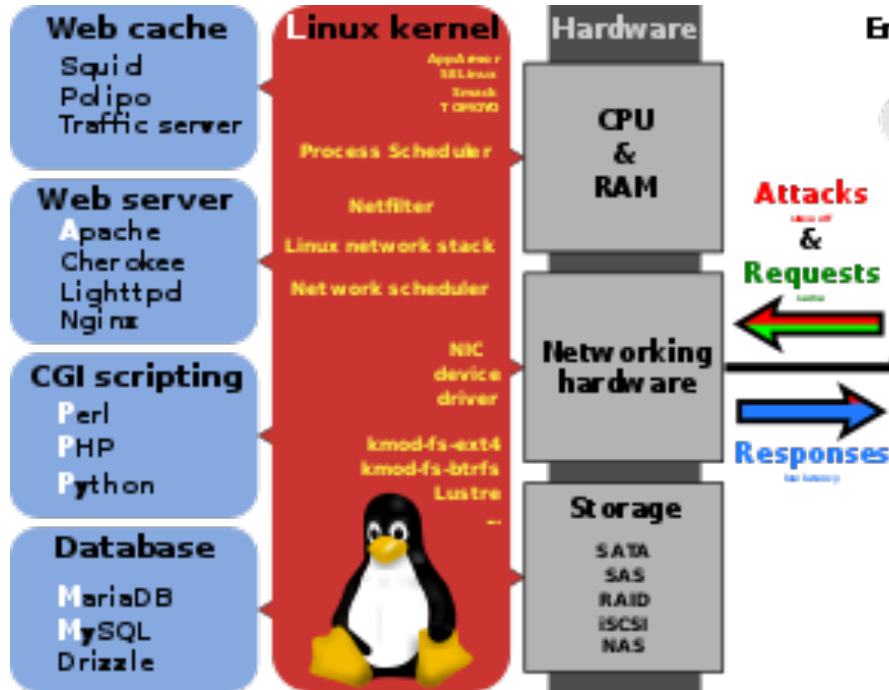 Web cache
Squid
Polipo
Traffic server
Web server
Apache
Cherokee
Lighttpd
Nginx
CGI scripting
Perl
PHP
Python
Database
MariaDB
MySQL
Drizzle
Linux kernel
AppArmor
SELinux
Smack
TOMOYO
Process Scheduler
Netfilter
Linux network stack
Network scheduler
NIC
device
driver
kmod-fs-ext4
kmod-fs-btrfs
Lustre
...
Hardware
CPU
&
RAM
Networking
hardware
Storage
SATA
SAS
RAID
iSCSI
NAS
Attacks
&
Requests
Responses
low latency